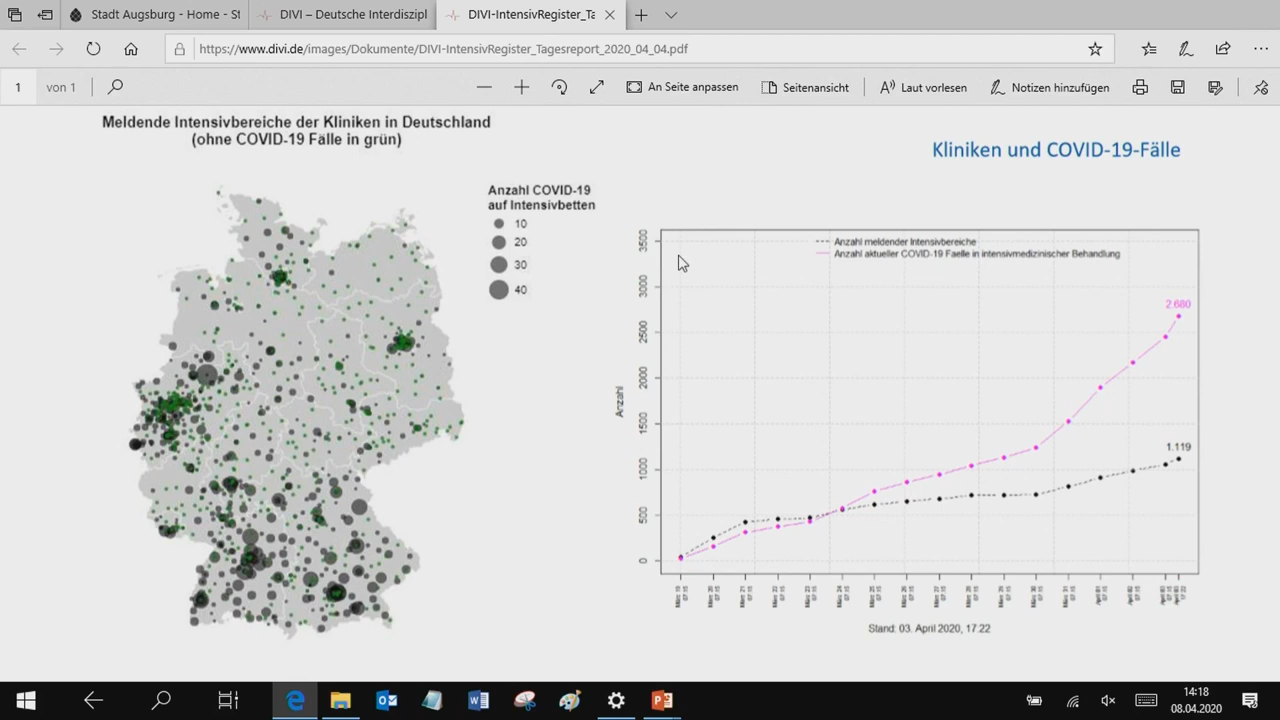 Stadt Augsburg - Home - St
DIVI – Deutsche Interdiszipl
DIVI-IntensivRegister_Ta
https://www.divi.de/images/Dokumente/DIVI-IntensivRegister_Tagesreport_2020_04_04.pdf
1 von 1
An Seite anpassen
Seitenansicht
Laut vorlesen
Notizen hinzufügen
Meldende Intensivbereiche der Kliniken in Deutschland
(ohne COVID-19 Fälle in grün)
Kliniken und COVID-19-Fälle
Anzahl COVID-19
auf Intensivbetten
10
20
30
40
Anzahl meldender Intensivbereiche
Anzahl aktueller COVID-19 Faelle in intensivmedizinischer Behandlung
3500
3000
2500
2000
1500
1000
500
0
Anzahl
2.680
1.119
Stand: 03. April 2020, 17:22
14:18
08.04.2020